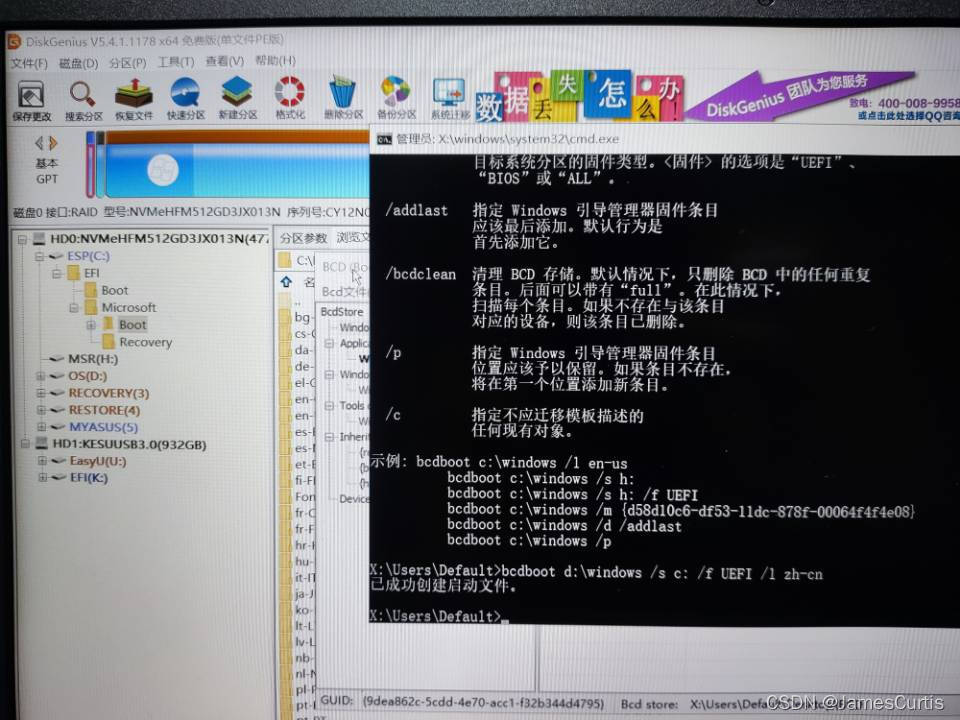 DiskGenius V5.4.1.1178 x64 免费版(单文件PE版)
文件(F) 磁盘(D) 分区(P) 工具(T) 查看(V) 帮助(H)
保存更改 搜索分区 恢复文件 快速分区 新建分区 格式化 删除分区 备份分区 系统迁移
数据丢失怎么办!
DiskGenius 团队为您服务
致电: 400-008-9958
或点击此处选择QQ咨询
基本
GPT
磁盘0 接口:RAID 型号:NVMeHFM512GD3JX013N 序列号:CY12N
HD0:NVMeHFM512GD3JX013N(477
ESP(C:)
EFI
Boot
Microsoft
Boot
Recovery
MSR(H:)
OS(D:)
RECOVERY(3)
RESTORE(4)
MYASUS(5)
HD1:KESUUSB3.0(932GB)
EasyU(U:)
EFI(K:)
分区参数 浏览文
C:\
名
..
bg-
cs-C
da-
de-
el-G
en-
en-
es-E
es-
et-E
fi-F
Fon
fr-C
fr-F
hr-H
hu-
it-IT
ja-J
ko-
lt-L
lv-L
nb-
nl-N
pl-P
pt-
pt-PT
BCD (Bo
Bcd文件
BcdStore
Windo
Applica
W
Windo
W
Tools
W
Inherit
Device
管理员: X:\windows\system32\cmd.exe
目标系统分区的固件类型。<固件> 的选项是“UEFI”、
“BIOS”或“ALL”。
/addlast 指定 Windows 引导管理器固件条目
应该最后添加。默认行为是
首先添加它。
/bcdclean 清理 BCD 存储。默认情况下，只删除 BCD 中的任何重复
条目。后面可以带有“full”。在此情况下，
扫描每个条目。如果不存在与该条目
对应的设备，则该条目已删除。
/p 指定 Windows 引导管理器固件条目
位置应该予以保留。如果条目不存在，
将在第一个位置添加新条目。
/c 指定不应迁移模板描述的
任何现有对象。
示例: bcdboot c:\windows /l en-us
bcdboot c:\windows /s h:
bcdboot c:\windows /s h: /f UEFI
bcdboot c:\windows /m {d58d10c6-df53-11dc-878f-00064f4f4e08}
bcdboot c:\windows /d /addlast
bcdboot c:\windows /p
X:\Users\Default>bcdboot d:\windows /s c: /f UEFI /l zh-cn
已成功创建启动文件。
X:\Users\Default>
GUID: {9dea862c-5cdd-4e70-acc1-f32b344d4795} Bcd store: X:\Users\Defa
CSDN @JamesCurtis